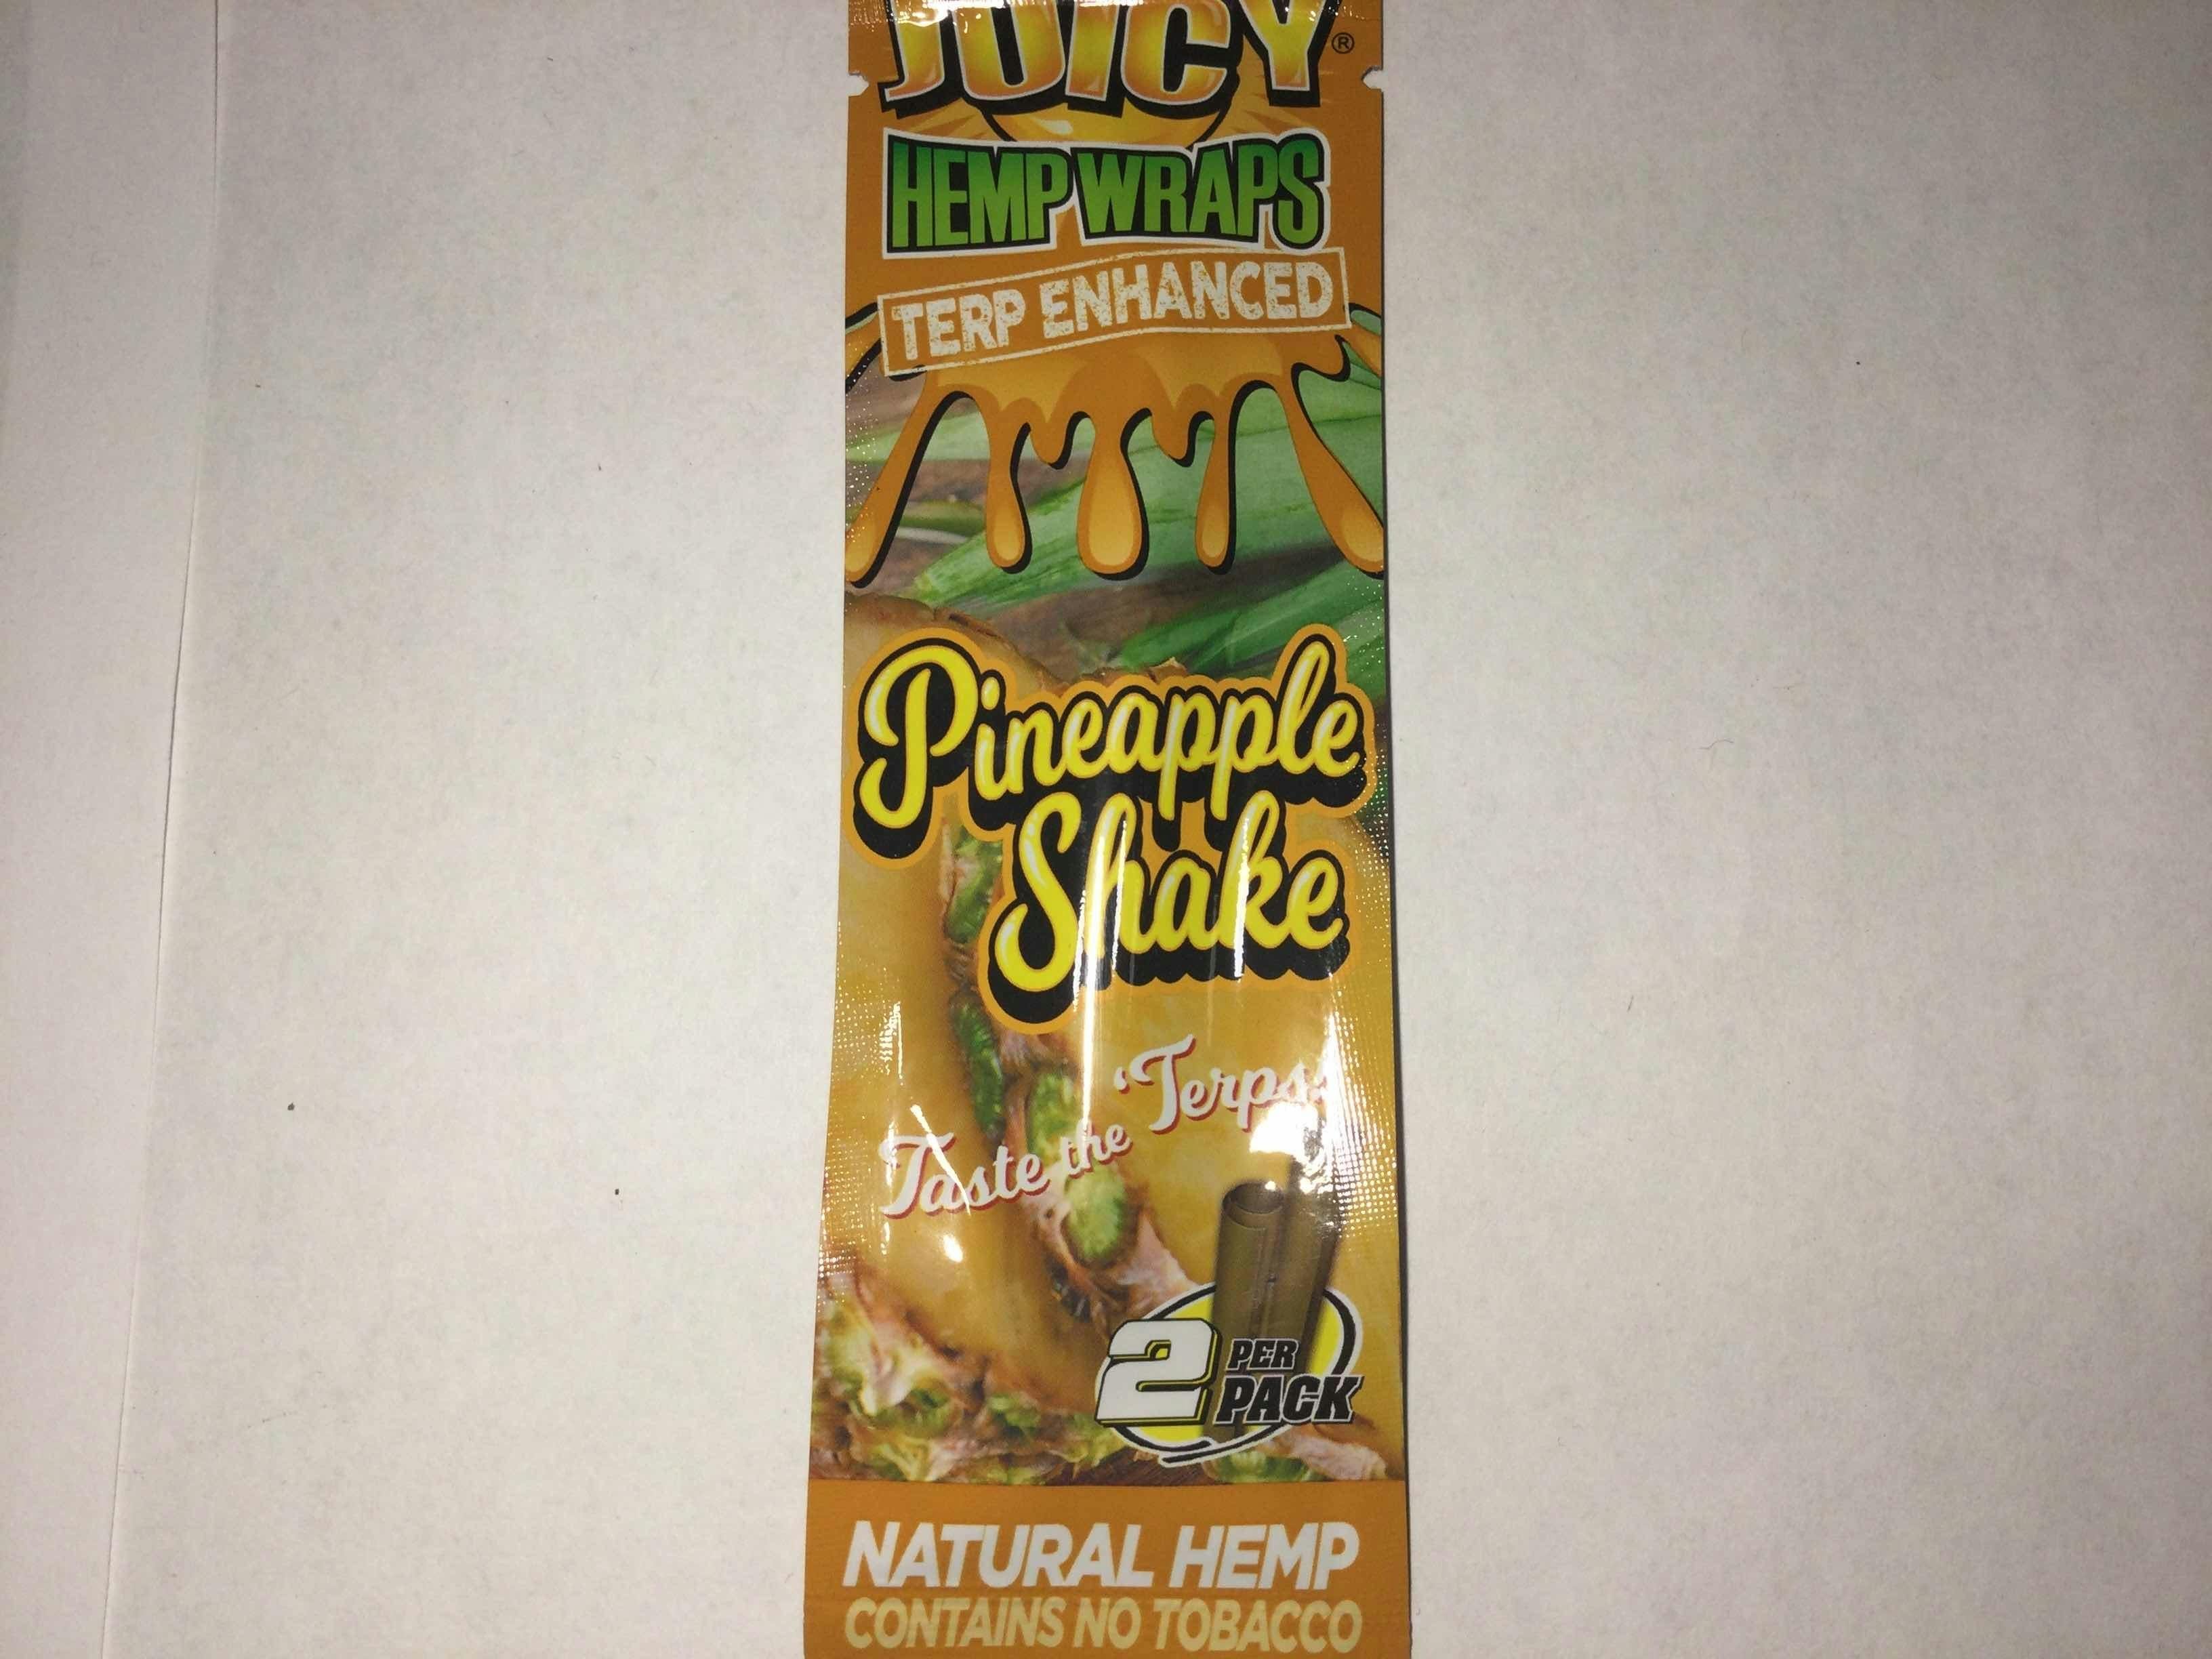 JUICY®
HEMP WRAPS
TERP ENHANCED
Pineapple
Shake
Taste the 'Terps!
2 PER
PACK
NATURAL HEMP
CONTAINS NO TOBACCO